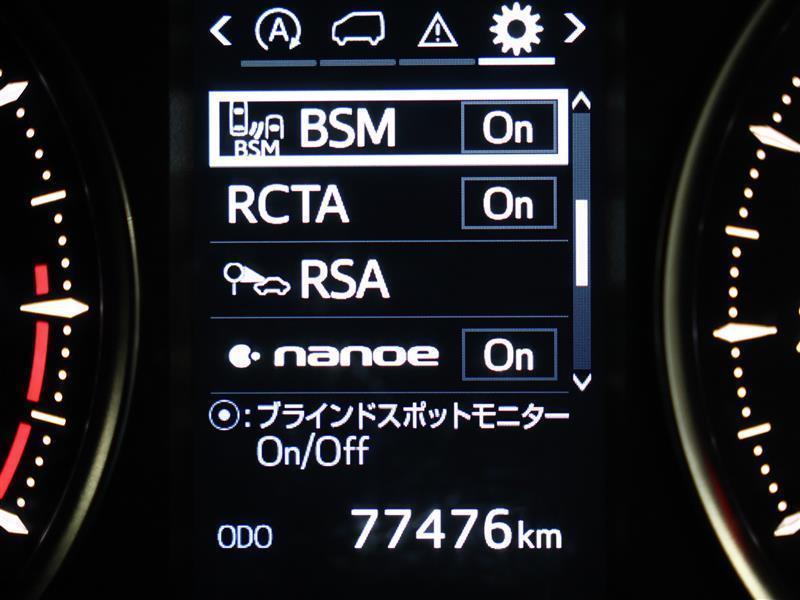 A
BSM BSM On
RCTA On
RSA
nanoe On
:ブラインドスポットモニター
On/Off
ODO 77476km